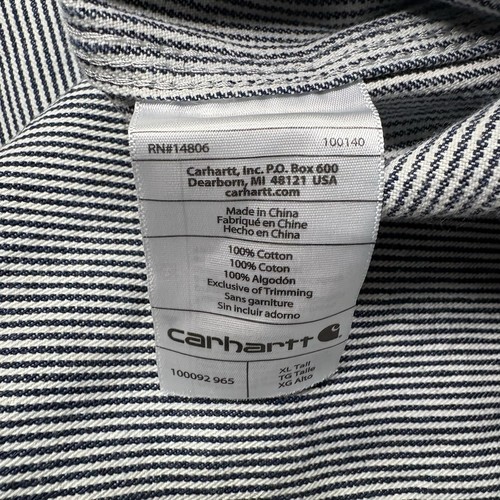 RN#14806 100140
Carhartt, Inc. P.O. Box 600
Dearborn, MI 48121 USA
carhartt.com
Made in China
Fabriqué en Chine
Hecho en China
100% Cotton
100% Coton
100% Algodón
Exclusive of Trimming
Sans garniture
Sin incluir adorno
carhartt
100092 965
XL Tall
TG Taille
XG Alto